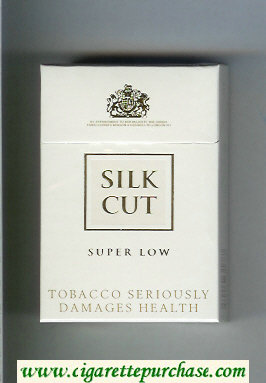 SILK
CUT
SUPER LOW
TOBACCO SERIOUSLY
DAMAGES HEALTH
www.cigarettepurchase.com